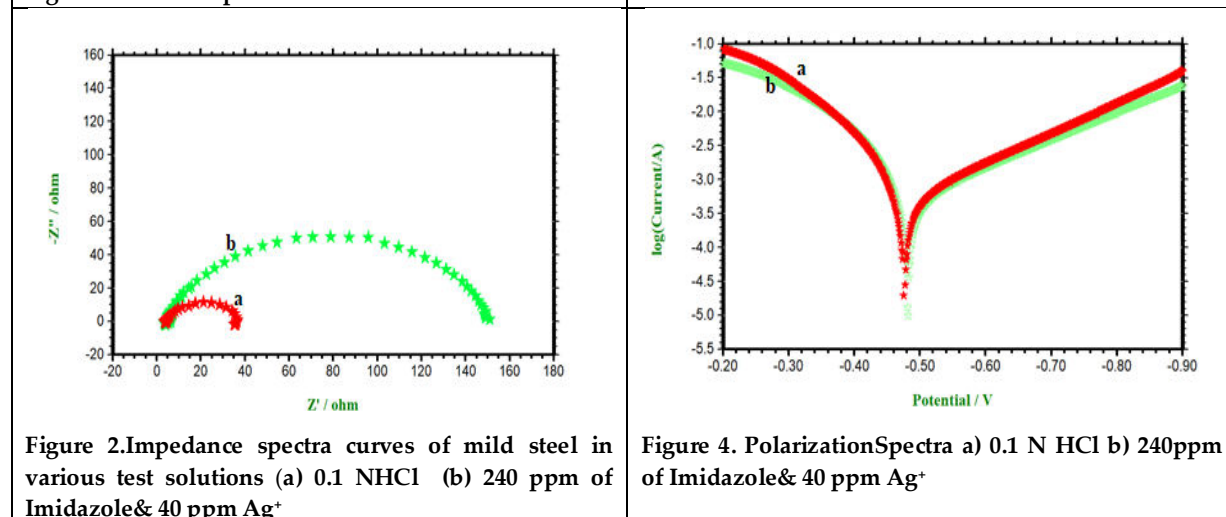 160
140
120
100
80
60
40
20
0
-20
-Z'' / ohm
b
a
-20 0 20 40 60 80 100 120 140 160 180
Z' / ohm
Figure 2.Impedance spectra curves of mild steel in
various test solutions (a) 0.1 NHCl (b) 240 ppm of
Imidazole& 40 ppm Ag⁺
-1.0
-1.5
-2.0
-2.5
-3.0
-3.5
-4.0
-4.5
-5.0
-5.5
log(Current/A)
a
b
-0.20 -0.30 -0.40 -0.50 -0.60 -0.70 -0.80 -0.90
Potential / V
Figure 4. PolarizationSpectra a) 0.1 N HCl b) 240ppm
of Imidazole& 40 ppm Ag⁺